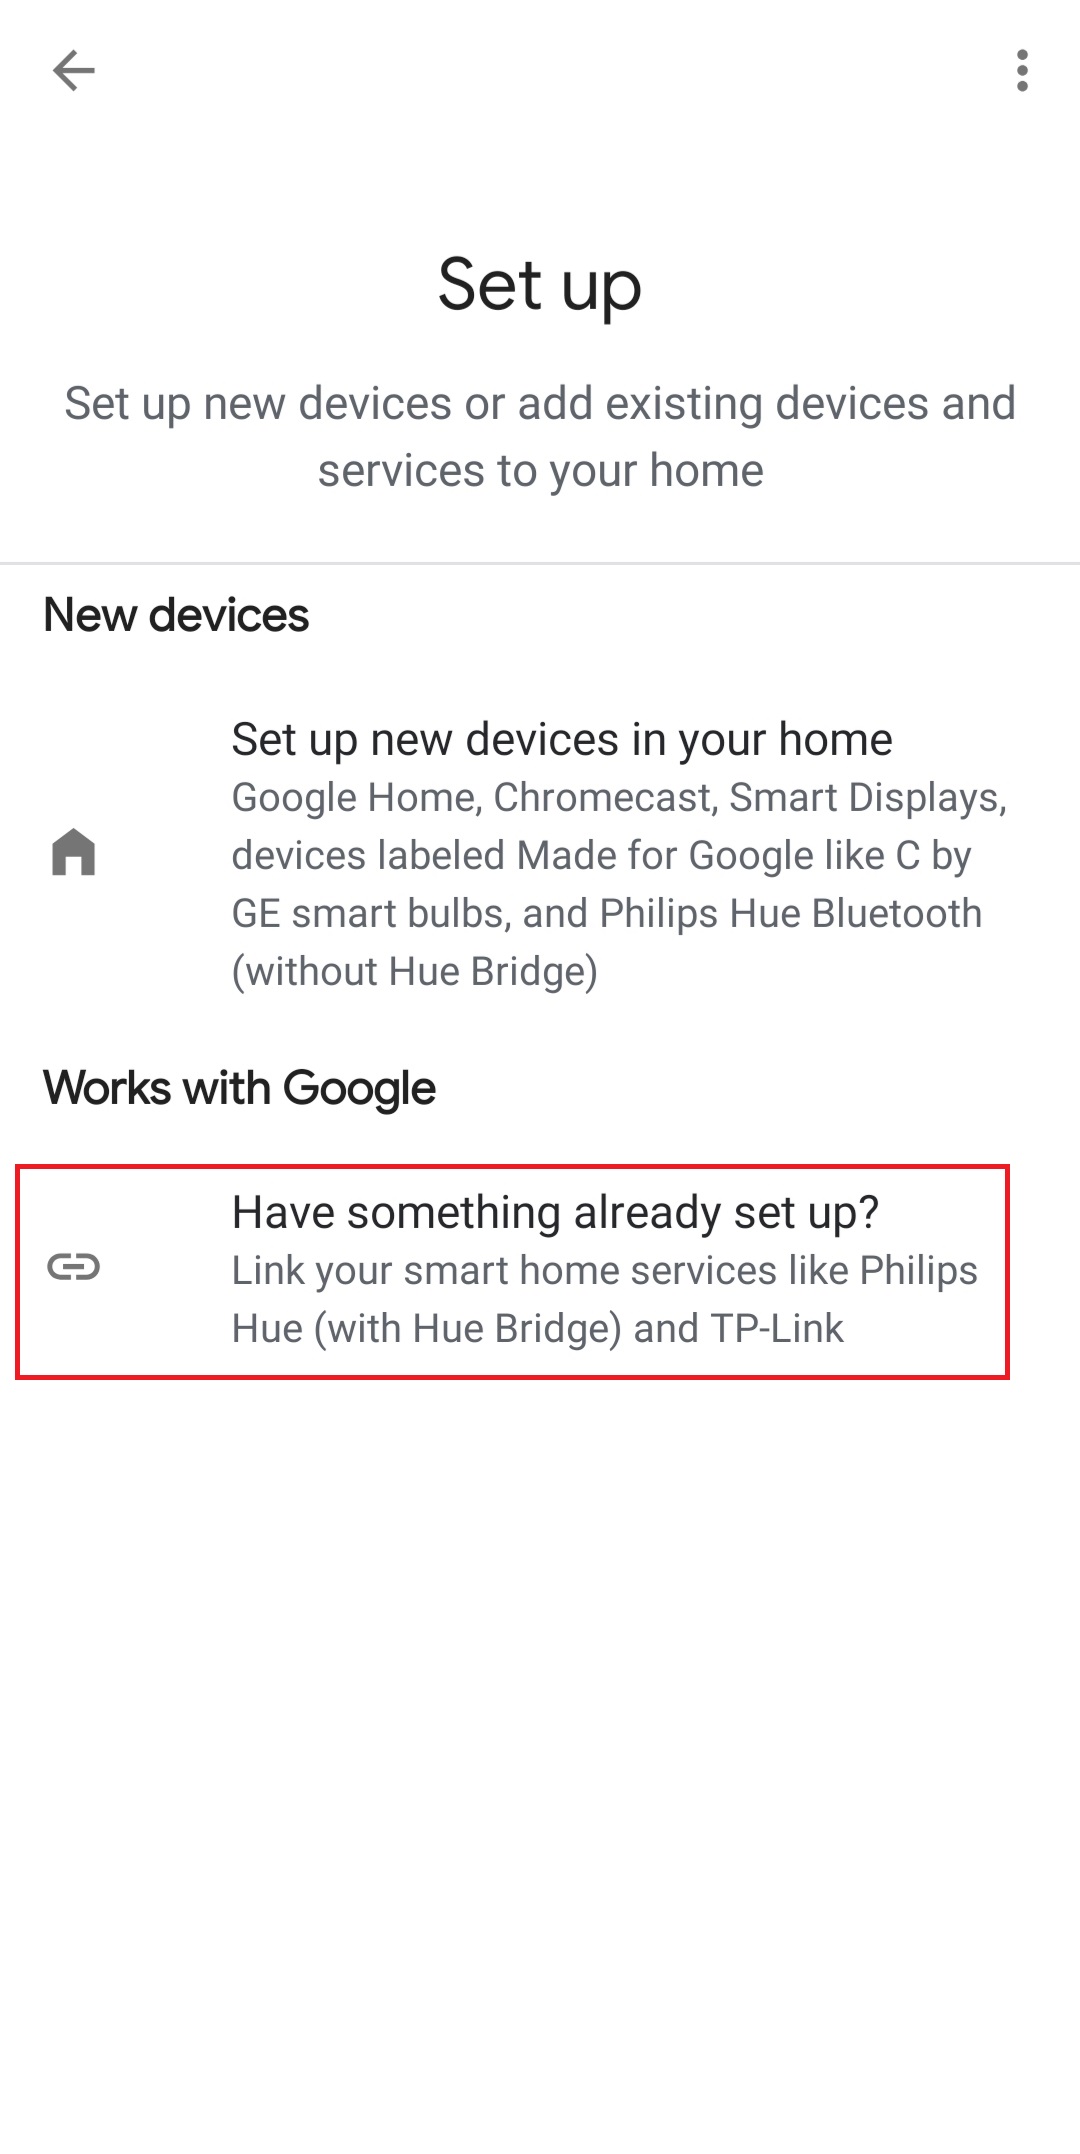 Set up
Set up new devices or add existing devices and
services to your home
New devices
Set up new devices in your home
Google Home, Chromecast, Smart Displays,
devices labeled Made for Google like C by
GE smart bulbs, and Philips Hue Bluetooth
(without Hue Bridge)
Works with Google
Have something already set up?
Link your smart home services like Philips
Hue (with Hue Bridge) and TP-Link